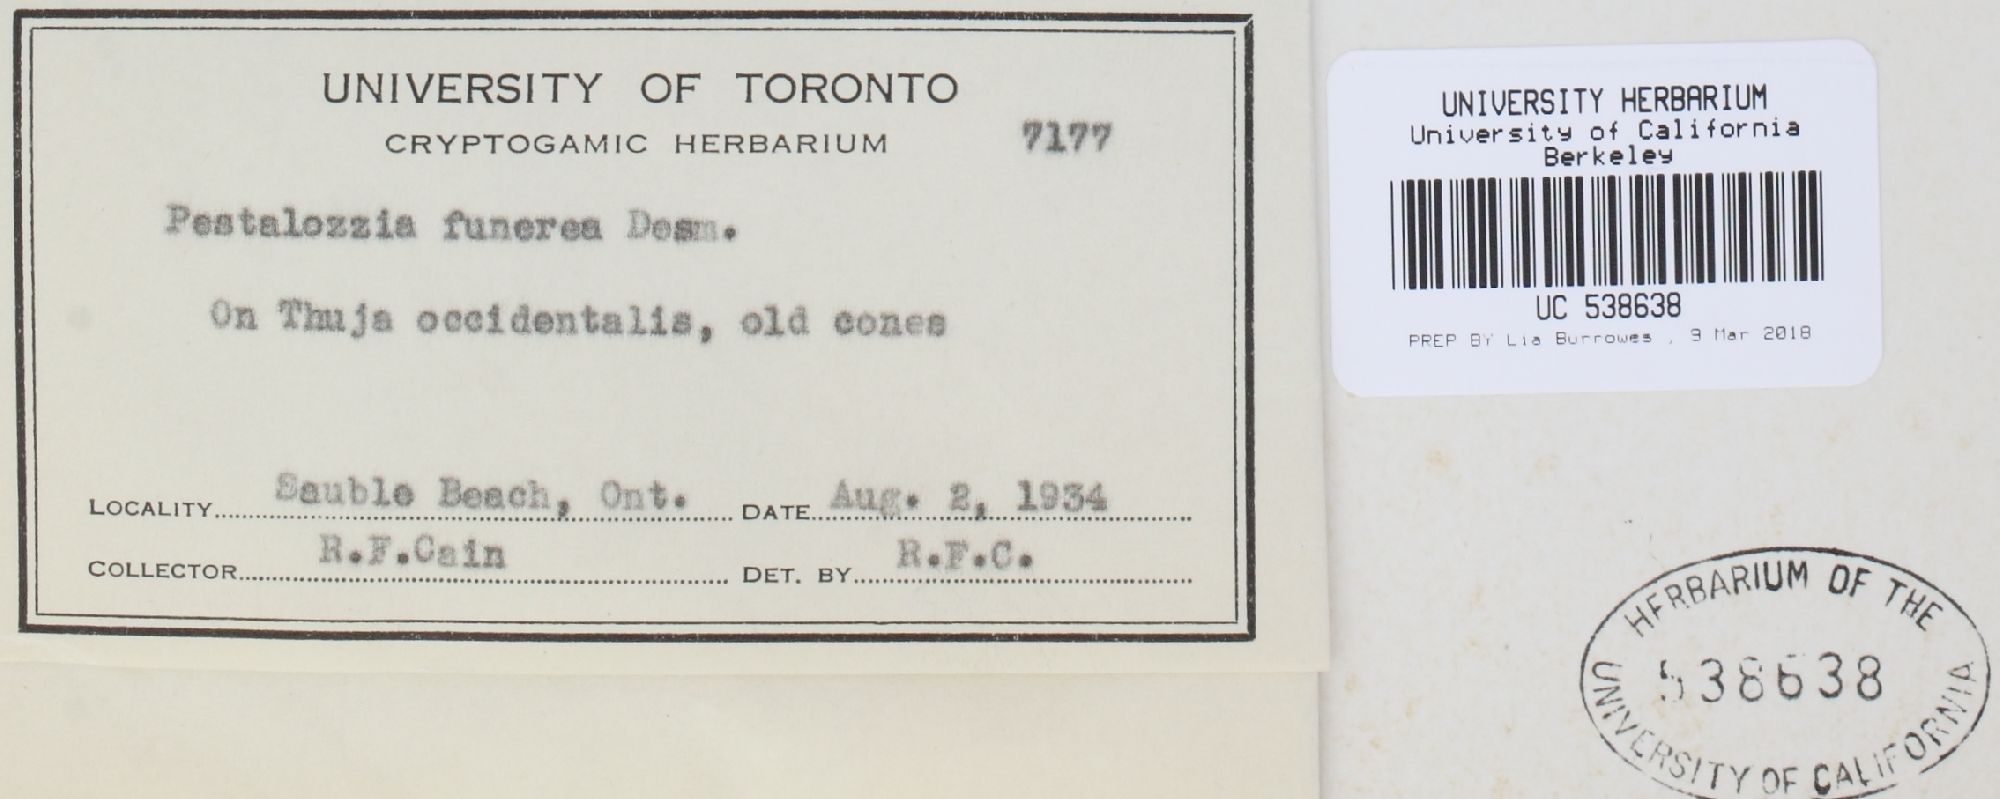 UNIVERSITY OF TORONTO
CRYPTOGAMIC HERBARIUM 7177
Pestalozzia funerea Desm.
On Thuja occidentalis, old cones
LOCALITY Sauble Beach, Ont. DATE Aug. 2, 1934
COLLECTOR R.F.Cain DET. BY R.F.C.
UNIVERSITY HERBARIUM
University of California
Berkeley
UC 538638
PREP BY Lia Burrowes , 9 Mar 2018
HERBARIUM OF THE
538638
UNIVERSITY OF CALIFORNIA